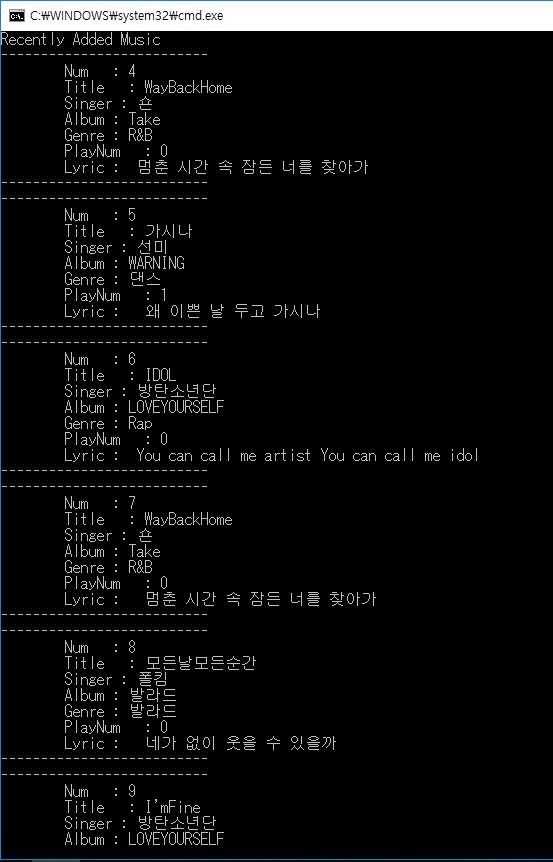 C:\WINDOWS\system32\cmd.exe
Recently Added Music
--------------------------
Num : 4
Title : WayBackHome
Singer : 숀
Album : Take
Genre : R&B
PlayNum : 0
Lyric : 멈춘 시간 속 잠든 너를 찾아가
--------------------------
--------------------------
Num : 5
Title : 가시나
Singer : 선미
Album : WARNING
Genre : 댄스
PlayNum : 1
Lyric : 왜 이쁜 날 두고 가시나
--------------------------
--------------------------
Num : 6
Title : IDOL
Singer : 방탄소년단
Album : LOVEYOURSELF
Genre : Rap
PlayNum : 0
Lyric : You can call me artist You can call me idol
--------------------------
--------------------------
Num : 7
Title : WayBackHome
Singer : 숀
Album : Take
Genre : R&B
PlayNum : 0
Lyric : 멈춘 시간 속 잠든 너를 찾아가
--------------------------
--------------------------
Num : 8
Title : 모든날모든순간
Singer : 폴킴
Album : 발라드
Genre : 발라드
PlayNum : 0
Lyric : 네가 없이 웃을 수 있을까
--------------------------
--------------------------
Num : 9
Title : I'mFine
Singer : 방탄소년단
Album : LOVEYOURSELF